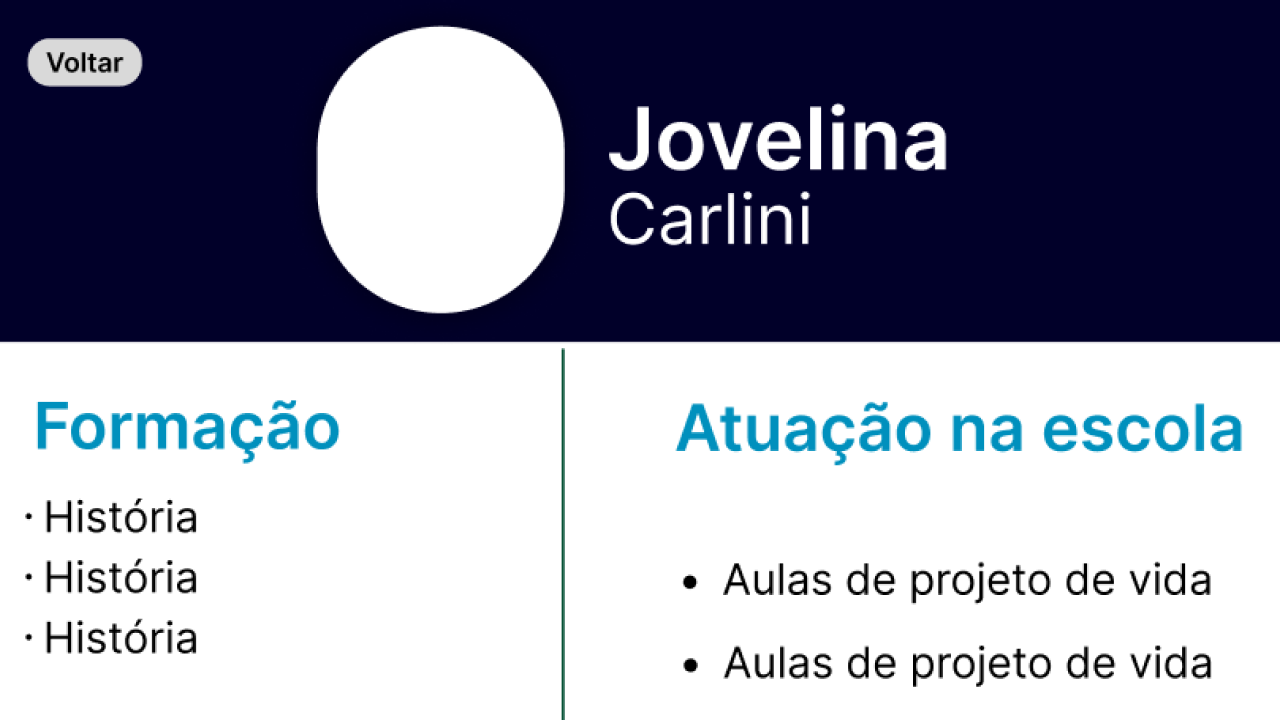 Voltar
Jovelina
Carlini
Formação
· História
· História
· História
Atuação na escola
• Aulas de projeto de vida
• Aulas de projeto de vida